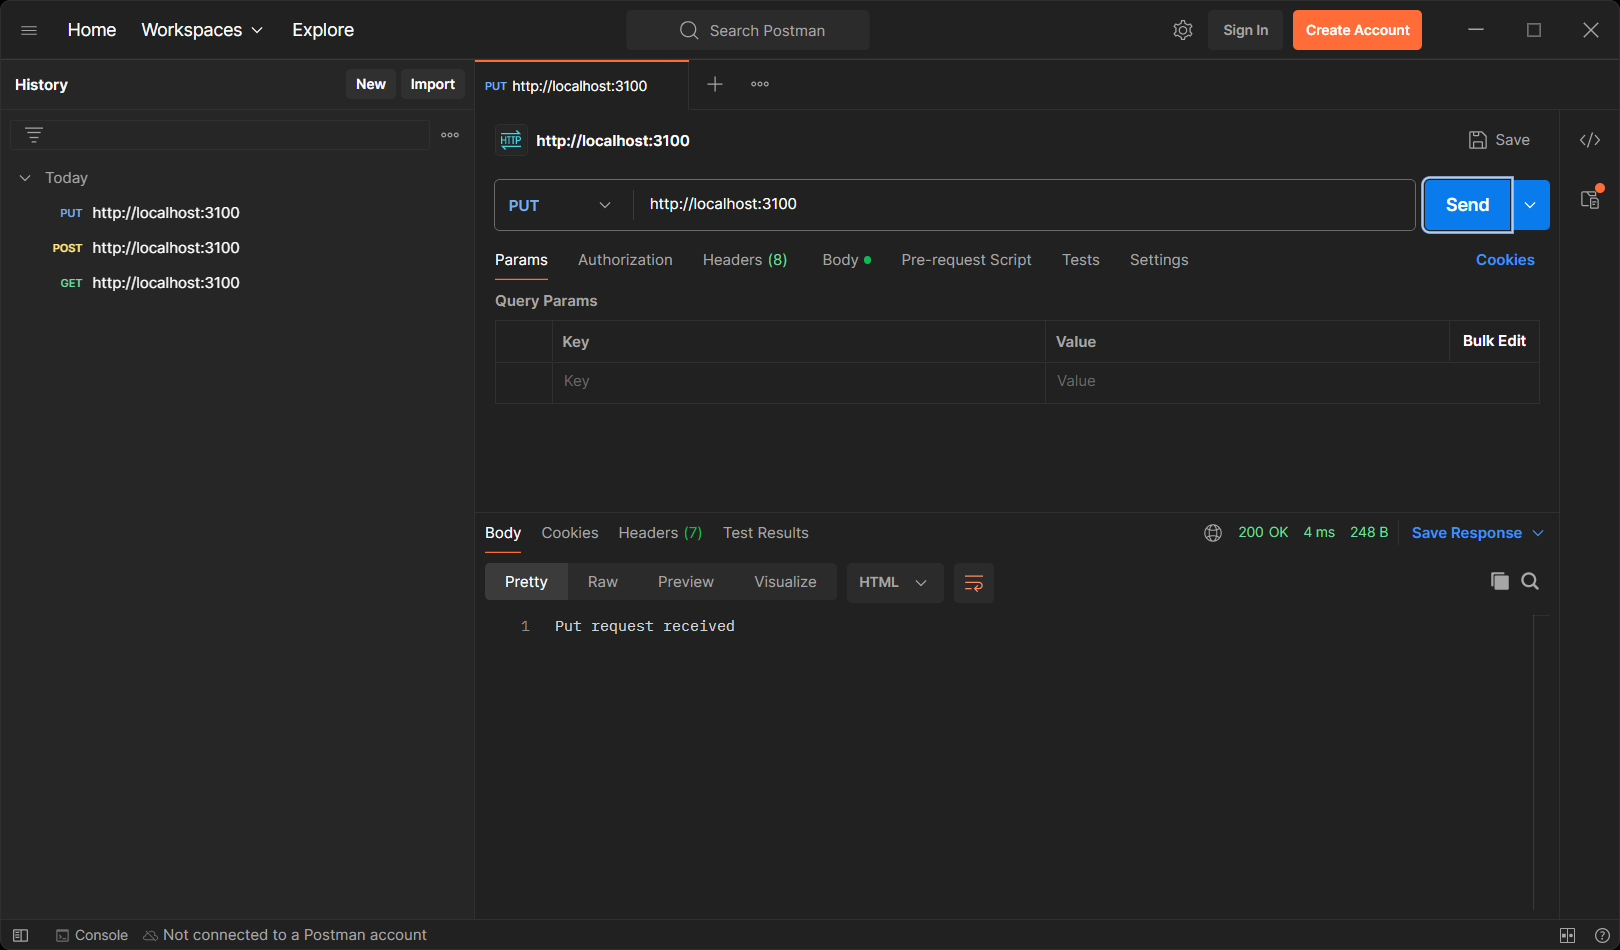 Home Workspaces Explore Search Postman Sign In Create Account
History New Import PUT http://localhost:3100
HTTP http://localhost:3100 Save
Today
PUT http://localhost:3100
POST http://localhost:3100
GET http://localhost:3100
PUT http://localhost:3100 Send
Params Authorization Headers (8) Body Pre-request Script Tests Settings Cookies
Query Params
Key Value Bulk Edit
Key Value
Body Cookies Headers (7) Test Results 200 OK 4 ms 248 B Save Response
Pretty Raw Preview Visualize HTML
1 Put request received
Console Not connected to a Postman account